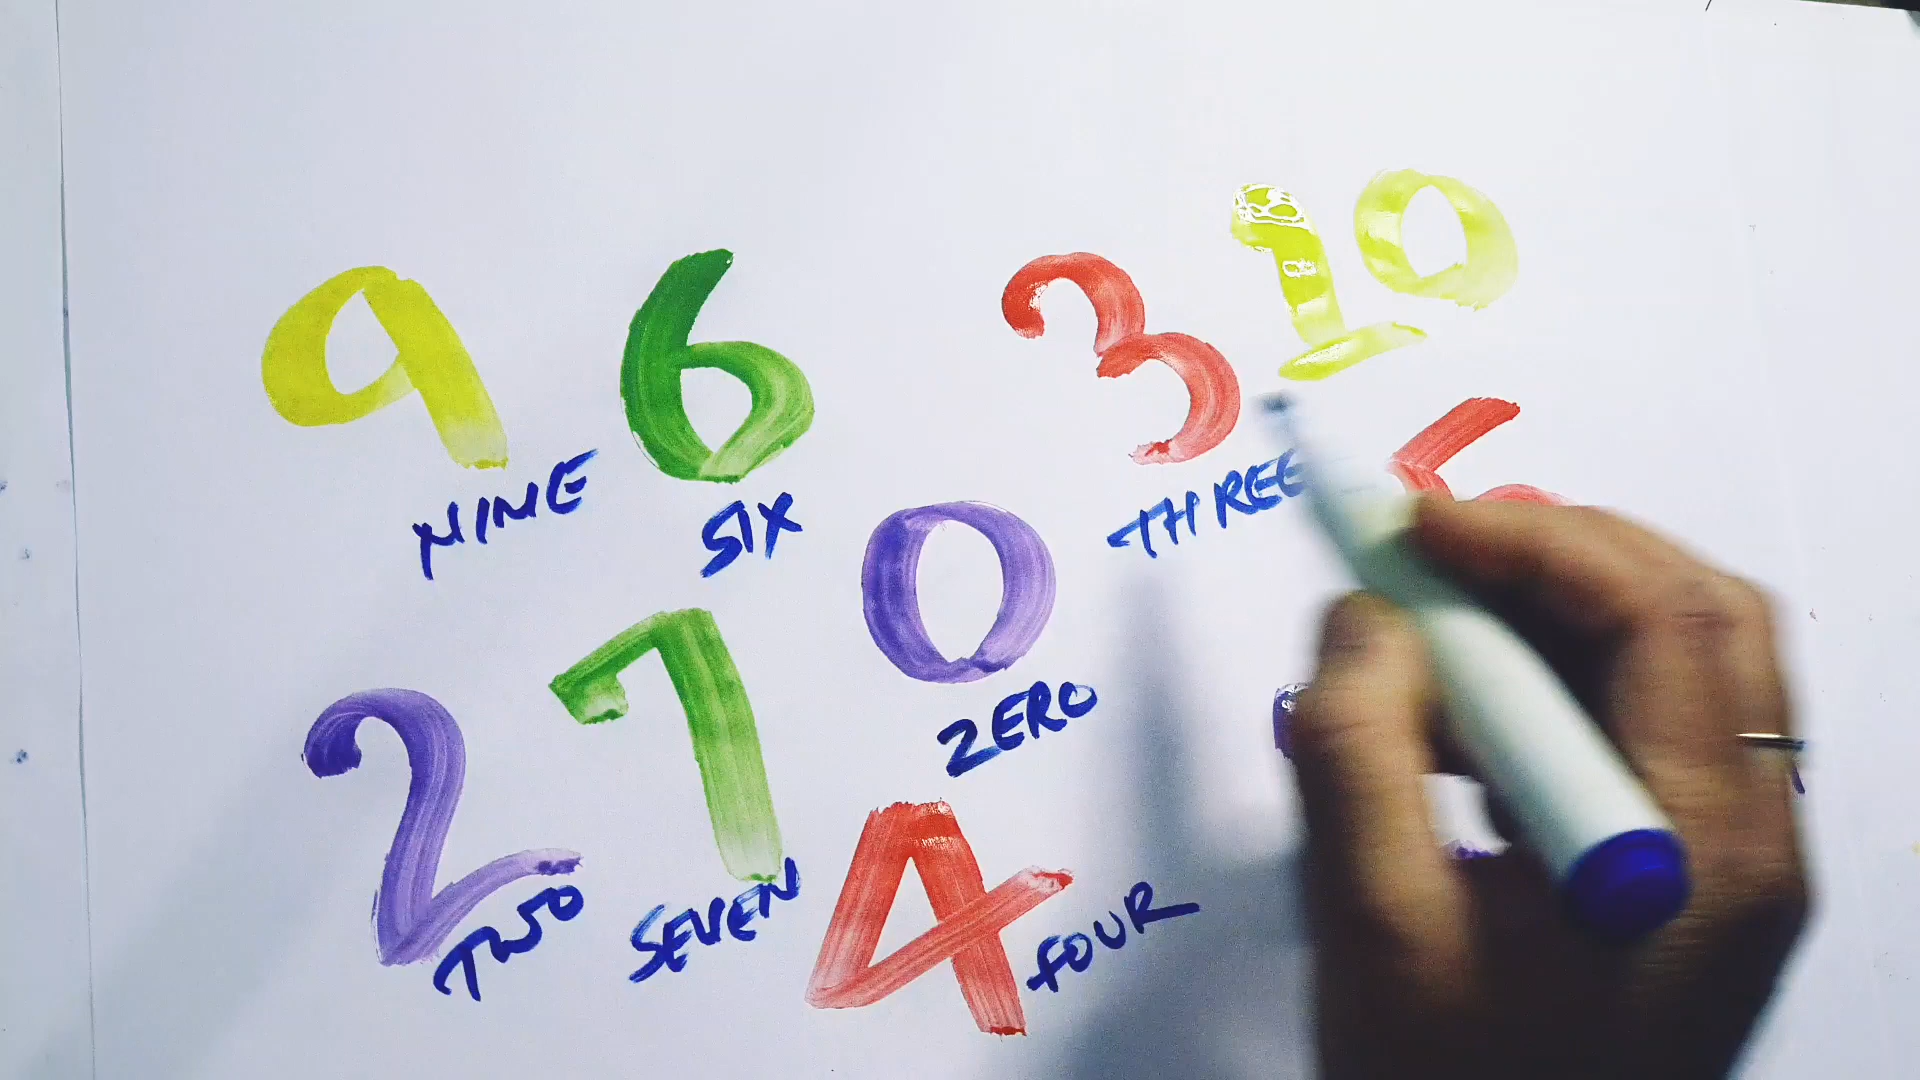 10
9 6 3
NINE SIX THREE
0
ZERO
2 7
TWO SEVEN
4
FOUR